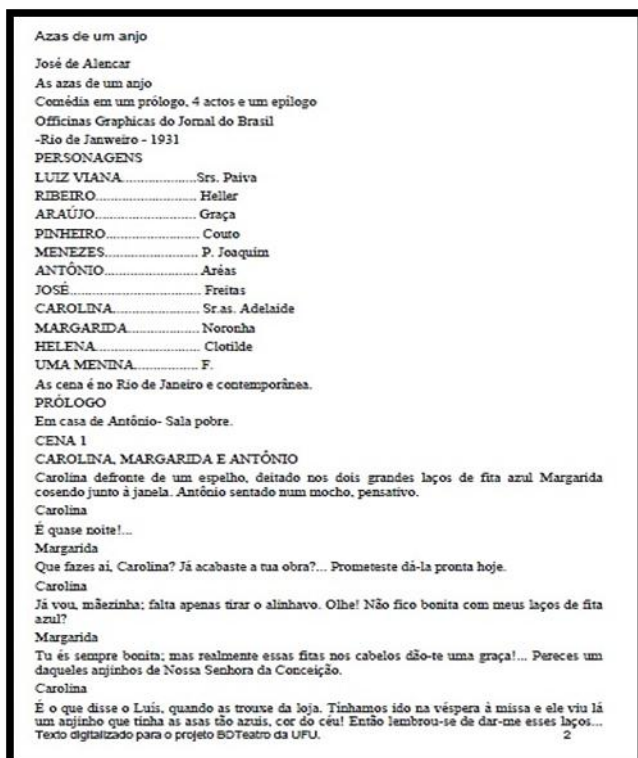 Azas de um anjo
José de Alencar
As azas de um anjo
Comédia em um prólogo, 4 actos e um epílogo
Officinas Graphicas do Jornal do Brasil
-Rio de Janweiro - 1931
PERSONAGENS
LUIZ VIANA......................Srs. Paiva
RIBEIRO.............................. Heller
ARAÚJO.............................. Graça
PINHEIRO........................... Couto
MENEZES........................... P. Joaquim
ANTÔNIO........................... Arêas
JOSÉ.................................... Freitas
CAROLINA......................... Sr.as. Adelaide
MARGARIDA..................... Noronha
HELENA.............................. Clotilde
UMA MENINA................... F.
As cena é no Rio de Janeiro e contemporânea.
PRÓLOGO
Em casa de Antônio- Sala pobre.
CENA 1
CAROLINA, MARGARIDA E ANTÔNIO
Carolina defronte de um espelho, deitado nos dois grandes laços de fita azul Margarida
cosendo junto à janela. Antônio sentado num mocho, pensativo.
Carolina
É quase noite!...
Margarida
Que fazes aí, Carolina? Já acabaste a tua obra?... Prometeste dá-la pronta hoje.
Carolina
Já vou, mãezinha; falta apenas tirar o alinhavo. Olhe! Não fico bonita com meus laços de fita
azul?
Margarida
Tu és sempre bonita; mas realmente essas fitas nos cabelos dão-te uma graça!... Pereces um
daqueles anjinhos de Nossa Senhora da Conceição.
Carolina
É o que disse o Luís, quando as trouxe da loja. Tínhamos ido na véspera à missa e ele viu lá
um anjinho que tinha as asas tão azuis, cor do céu! Então lembrou-se de dar-me esses laços...
Texto digitalizado para o projeto BDTeatro da UFU. 2